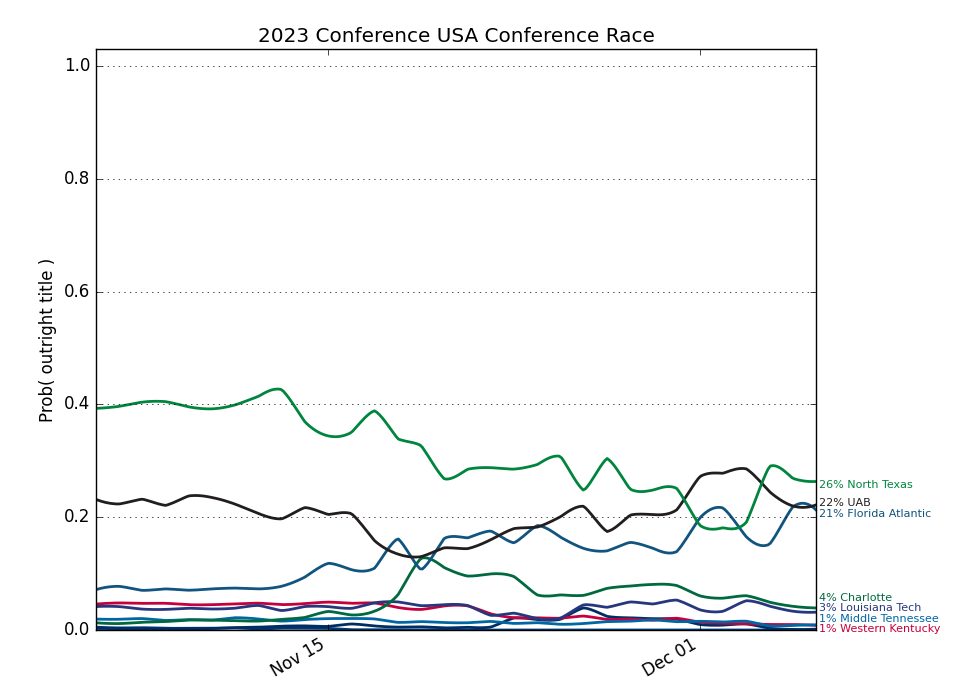 2023 Conference USA Conference Race
Prob( outright title )
1.0
0.8
0.6
0.4
0.2
0.0
Nov 15
Dec 01
26% North Texas
22% UAB
21% Florida Atlantic
4% Charlotte
3% Louisiana Tech
1% Middle Tennessee
1% Western Kentucky